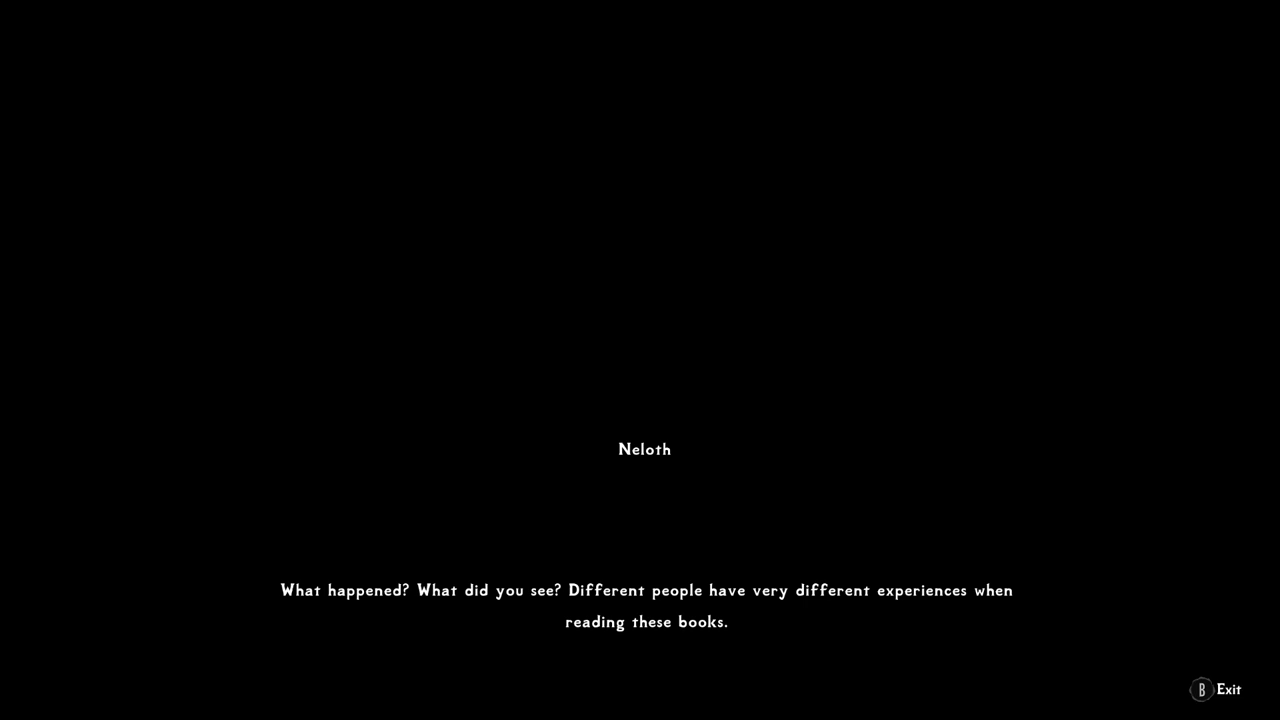 Neloth
What happened? What did you see? Different people have very different experiences when
reading these books.
B Exit